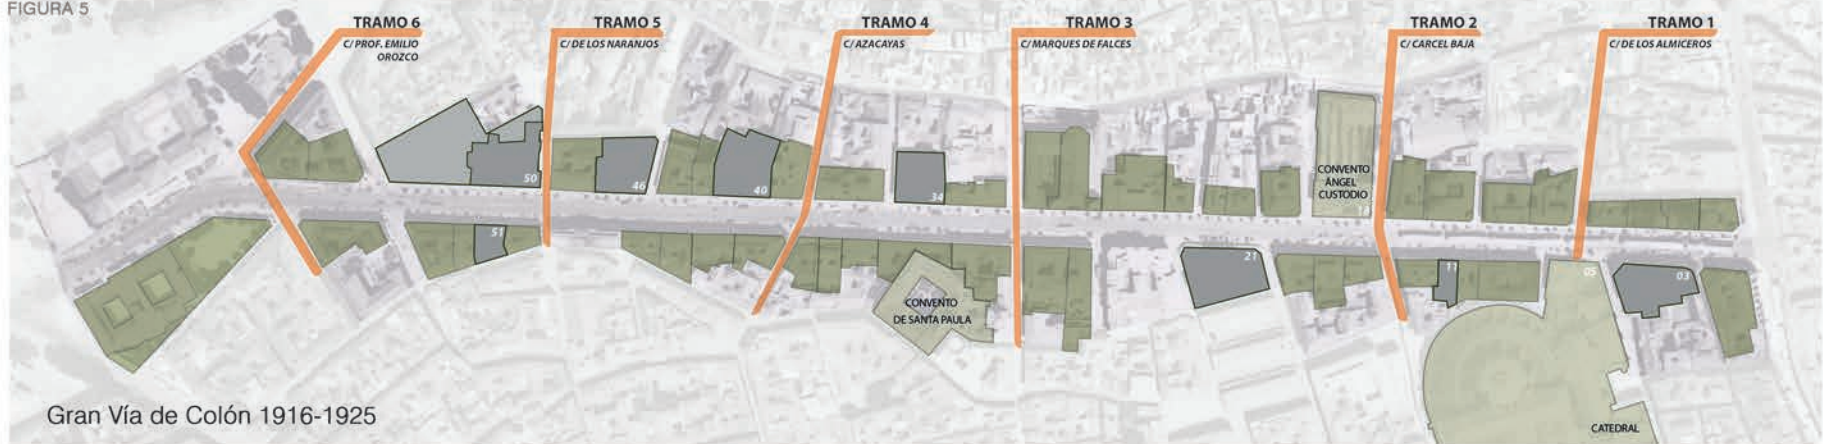 FIGURA 5
TRAMO 6
C/ PROF. EMILIO
OROZCO
TRAMO 5
C/ DE LOS NARANJOS
TRAMO 4
C/ AZACAYAS
TRAMO 3
C/ MARQUES DE FALCES
TRAMO 2
C/ CARCEL BAJA
TRAMO 1
C/ DE LOS ALMICEROS
50
46
40
34
CONVENTO
ÁNGEL
CUSTODIO
51
21
11
05
03
CONVENTO
DE SANTA PAULA
CATEDRAL
Gran Vía de Colón 1916-1925